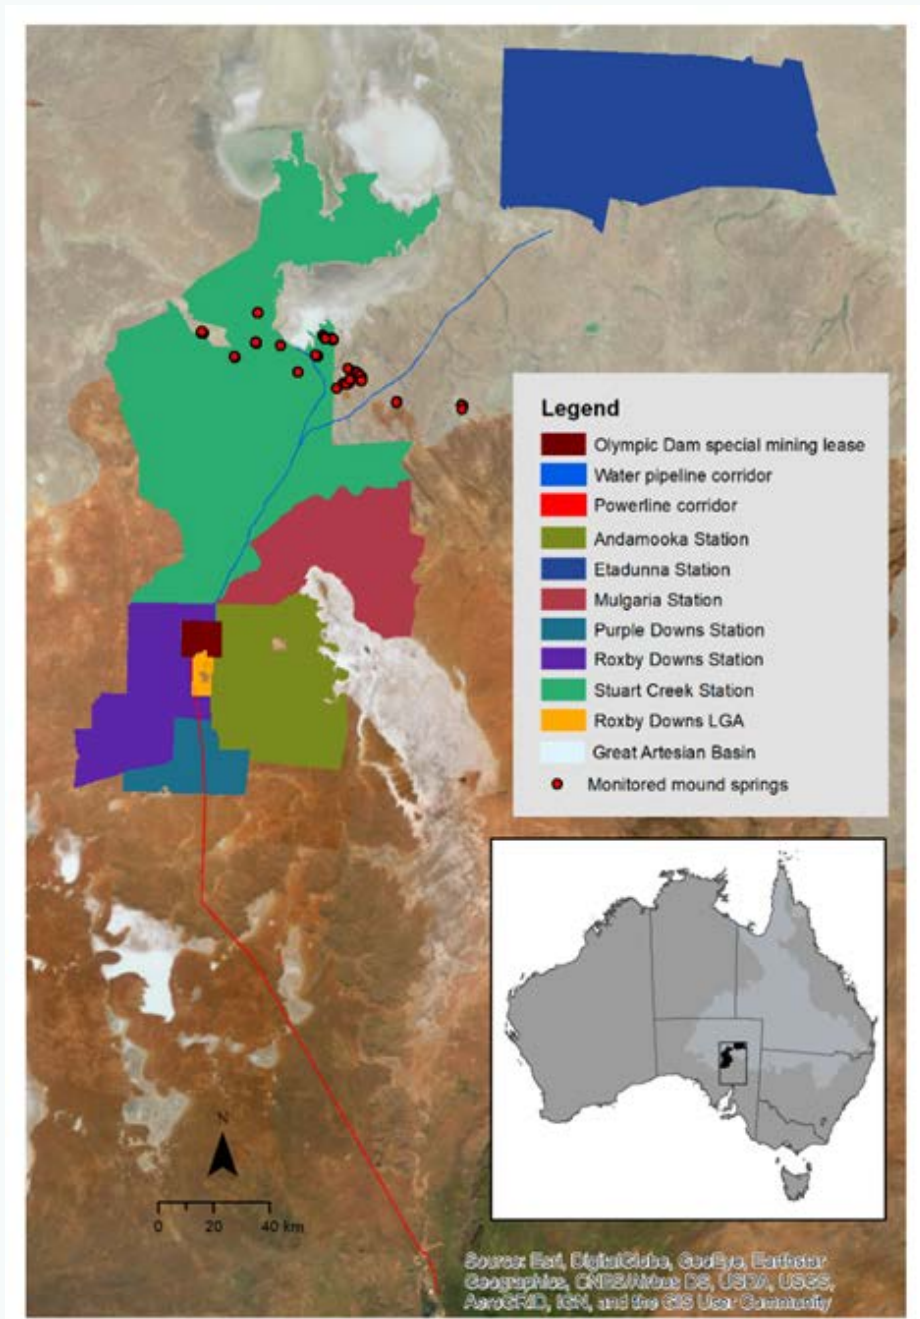 Legend
Olympic Dam special mining lease
Water pipeline corridor
Powerline corridor
Andamooka Station
Etadunna Station
Mulgaria Station
Purple Downs Station
Roxby Downs Station
Stuart Creek Station
Roxby Downs LGA
Great Artesian Basin
Monitored mound springs
N
0 20 40 km
Source: Esri, DigitalGlobe, GeoEye, Earthstar
Geographics, CNES/Airbus DS, USDA, USGS,
AeroGRID, IGN, and the GIS User Community